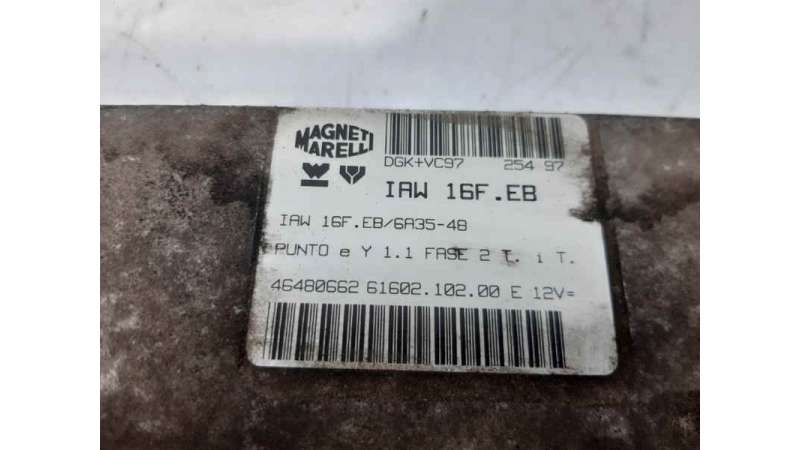 MAGNETI
MARELLI
DGK+VC97 254 97
IAW 16F.EB
IAW 16F.EB/6A35-48
PUNTO e Y 1.1 FASE 2 T. i T.
46480662 61602.102.00 E 12V=